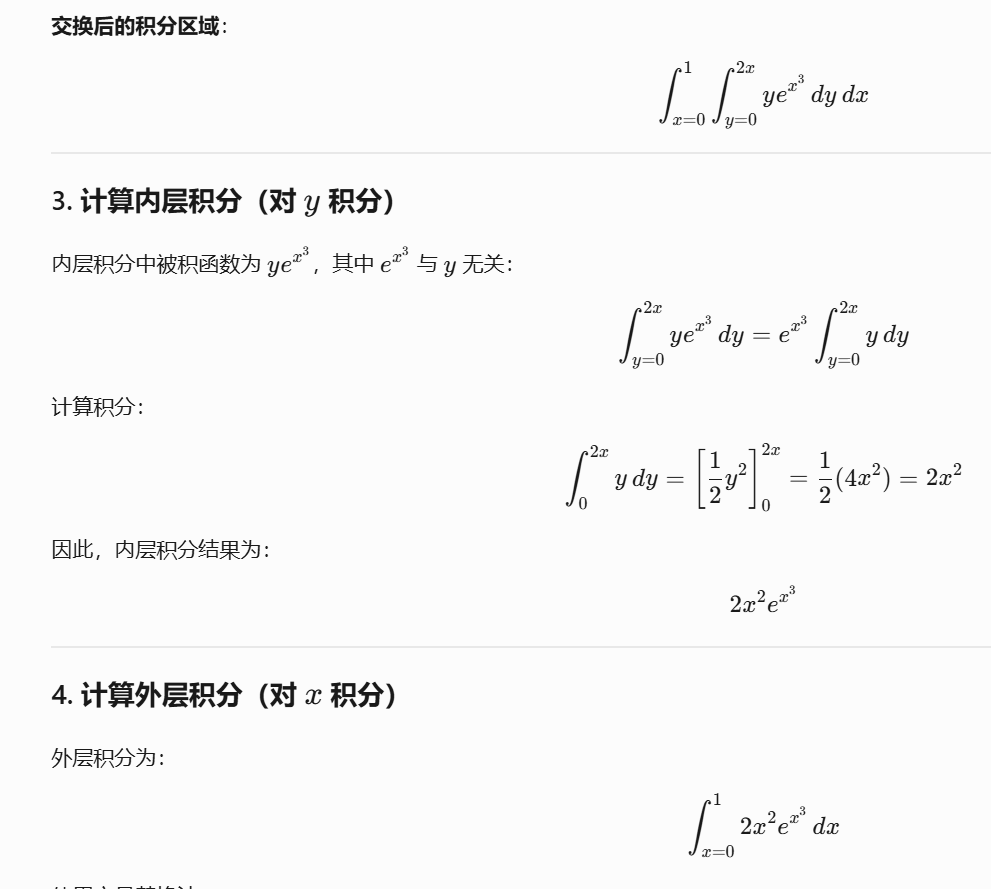 交换后的积分区域：
$$\int_{x=0}^{1} \int_{y=0}^{2x} ye^{x^3} \, dy \, dx$$
3. 计算内层积分（对 $y$ 积分）
内层积分中被积函数为 $ye^{x^3}$，其中 $e^{x^3}$ 与 $y$ 无关：
$$\int_{y=0}^{2x} ye^{x^3} \, dy = e^{x^3} \int_{y=0}^{2x} y \, dy$$
计算积分：
$$\int_{0}^{2x} y \, dy = \left[ \frac{1}{2} y^2 \right]_{0}^{2x} = \frac{1}{2}(4x^2) = 2x^2$$
因此，内层积分结果为：
$$2x^2 e^{x^3}$$
4. 计算外层积分（对 $x$ 积分）
外层积分为：
$$\int_{x=0}^{1} 2x^2 e^{x^3} \, dx$$